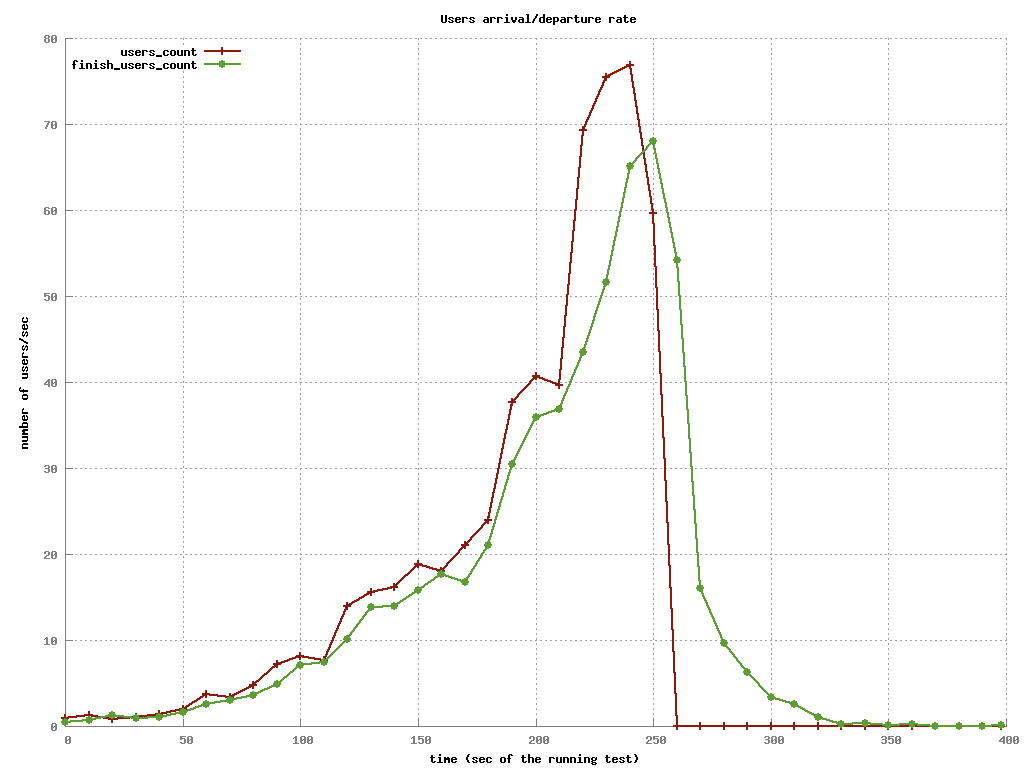 Users arrival/departure rate
80
users_count
finish_users_count
70
60
50
number of users/sec
40
30
20
10
0
0 50 100 150 200 250 300 350 400
time (sec of the running test)